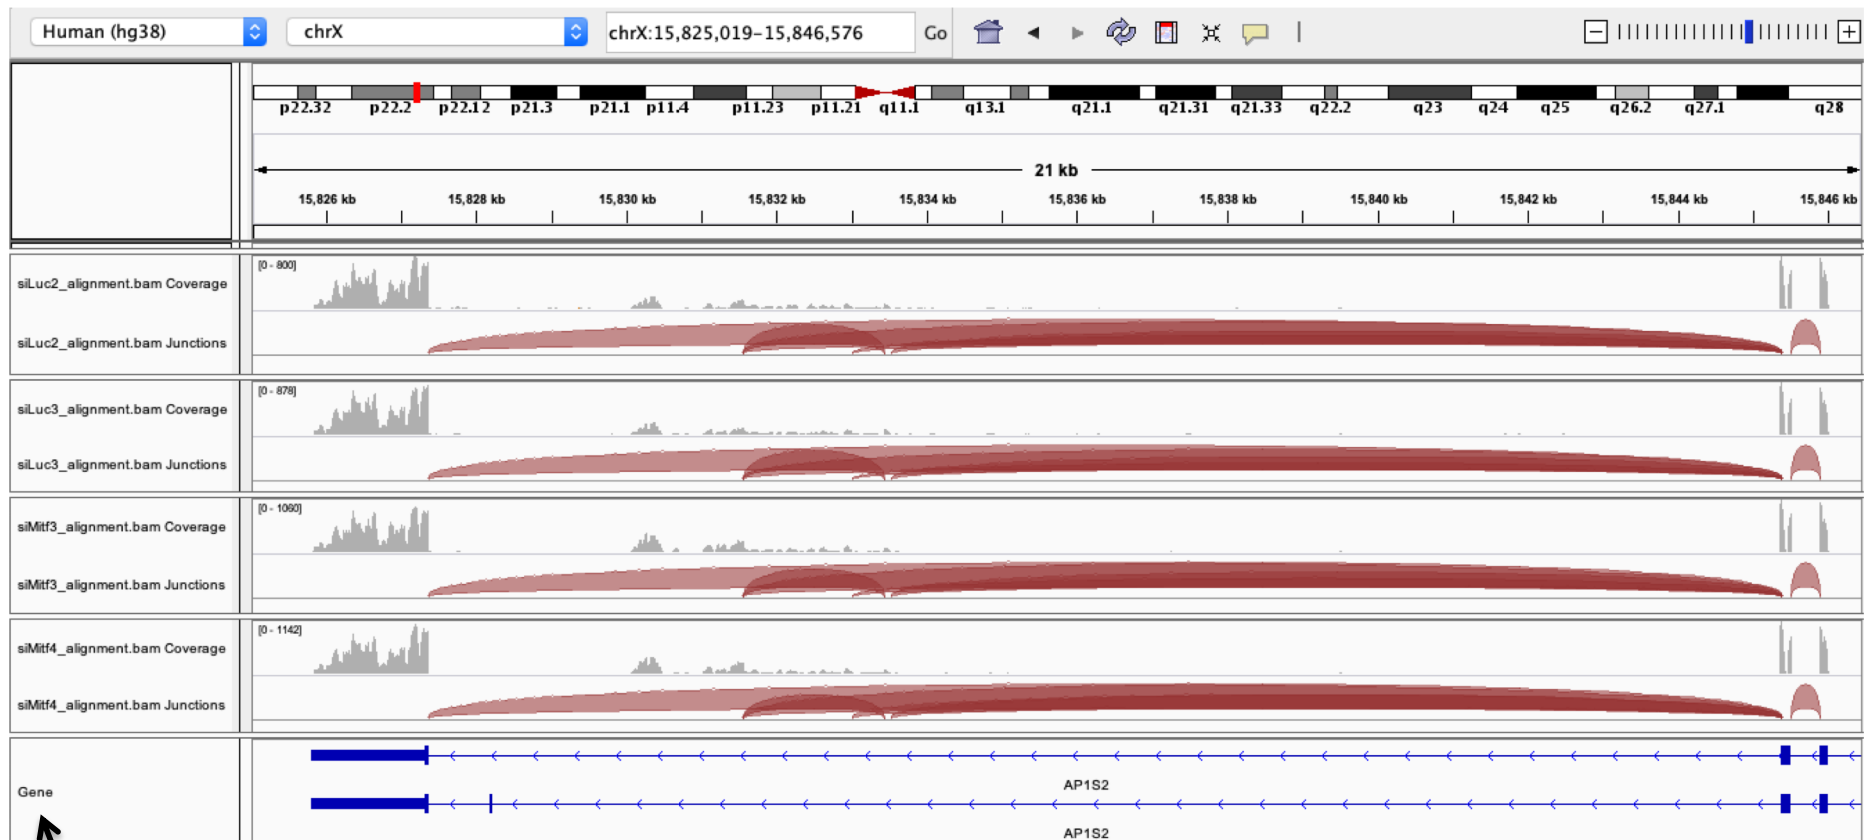 Human (hg38) chrX chrX:15,825,019-15,846,576 Go
p22.32 p22.2 p22.12 p21.3 p21.1 p11.4 p11.23 p11.21 q11.1 q13.1 q21.1 q21.31 q21.33 q22.2 q23 q24 q25 q26.2 q27.1 q28
21 kb
15,826 kb 15,828 kb 15,830 kb 15,832 kb 15,834 kb 15,836 kb 15,838 kb 15,840 kb 15,842 kb 15,844 kb 15,846 kb
[0 - 800]
siLuc2_alignment.bam Coverage
siLuc2_alignment.bam Junctions
[0 - 878]
siLuc3_alignment.bam Coverage
siLuc3_alignment.bam Junctions
[0 - 1060]
siMitf3_alignment.bam Coverage
siMitf3_alignment.bam Junctions
[0 - 1142]
siMitf4_alignment.bam Coverage
siMitf4_alignment.bam Junctions
AP1S2
Gene
AP1S2